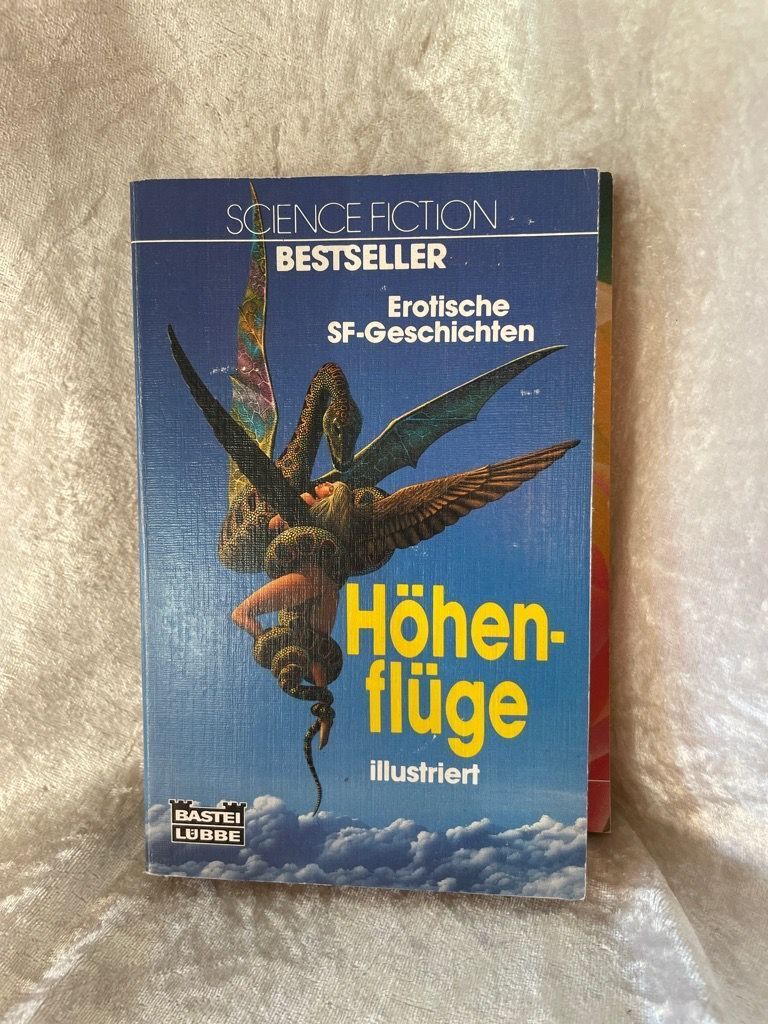 SCIENCE FICTION
BESTSELLER
Erotische
SF-Geschichten
Höhen-
flüge
illustriert
BASTEI
LÜBBE